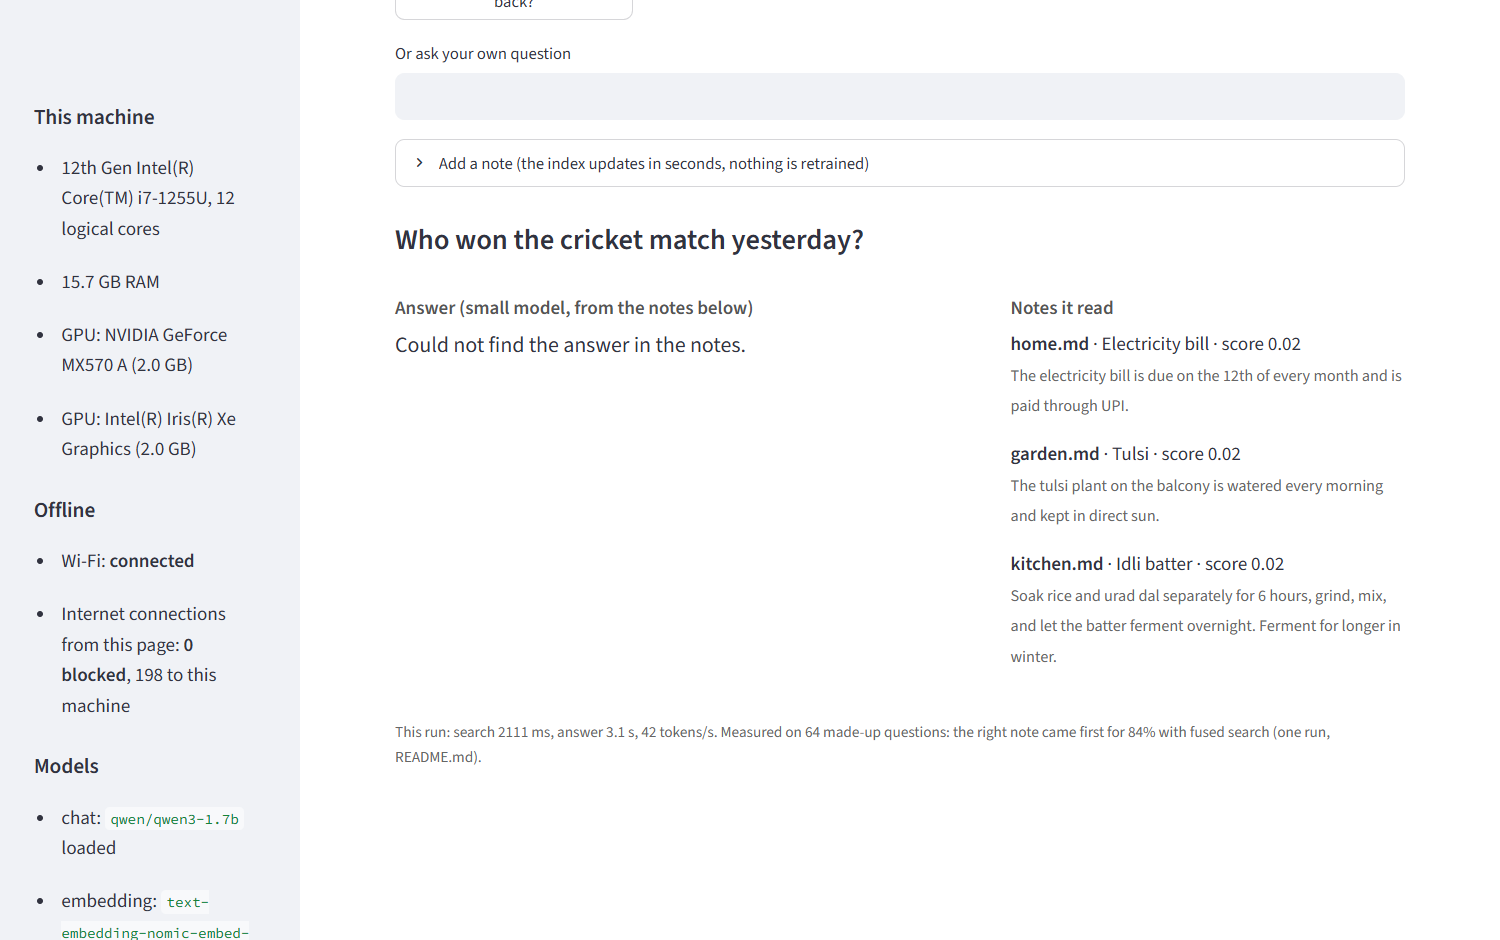 This machine
12th Gen Intel(R)
Core(TM) i7-1255U, 12
logical cores
15.7 GB RAM
GPU: NVIDIA GeForce
MX570 A (2.0 GB)
GPU: Intel(R) Iris(R) Xe
Graphics (2.0 GB)
Offline
Wi-Fi: connected
Internet connections
from this page: 0
blocked, 198 to this
machine
Models
chat: qwen/qwen3-1.7b
loaded
embedding: text-
embedding-nomic-embed-
back?
Or ask your own question
Add a note (the index updates in seconds, nothing is retrained)
Who won the cricket match yesterday?
Answer (small model, from the notes below)
Could not find the answer in the notes.
Notes it read
home.md · Electricity bill · score 0.02
The electricity bill is due on the 12th of every month and is
paid through UPI.
garden.md · Tulsi · score 0.02
The tulsi plant on the balcony is watered every morning
and kept in direct sun.
kitchen.md · Idli batter · score 0.02
Soak rice and urad dal separately for 6 hours, grind, mix,
and let the batter ferment overnight. Ferment for longer in
winter.
This run: search 2111 ms, answer 3.1 s, 42 tokens/s. Measured on 64 made-up questions: the right note came first for 84% with fused search (one run,
README.md).